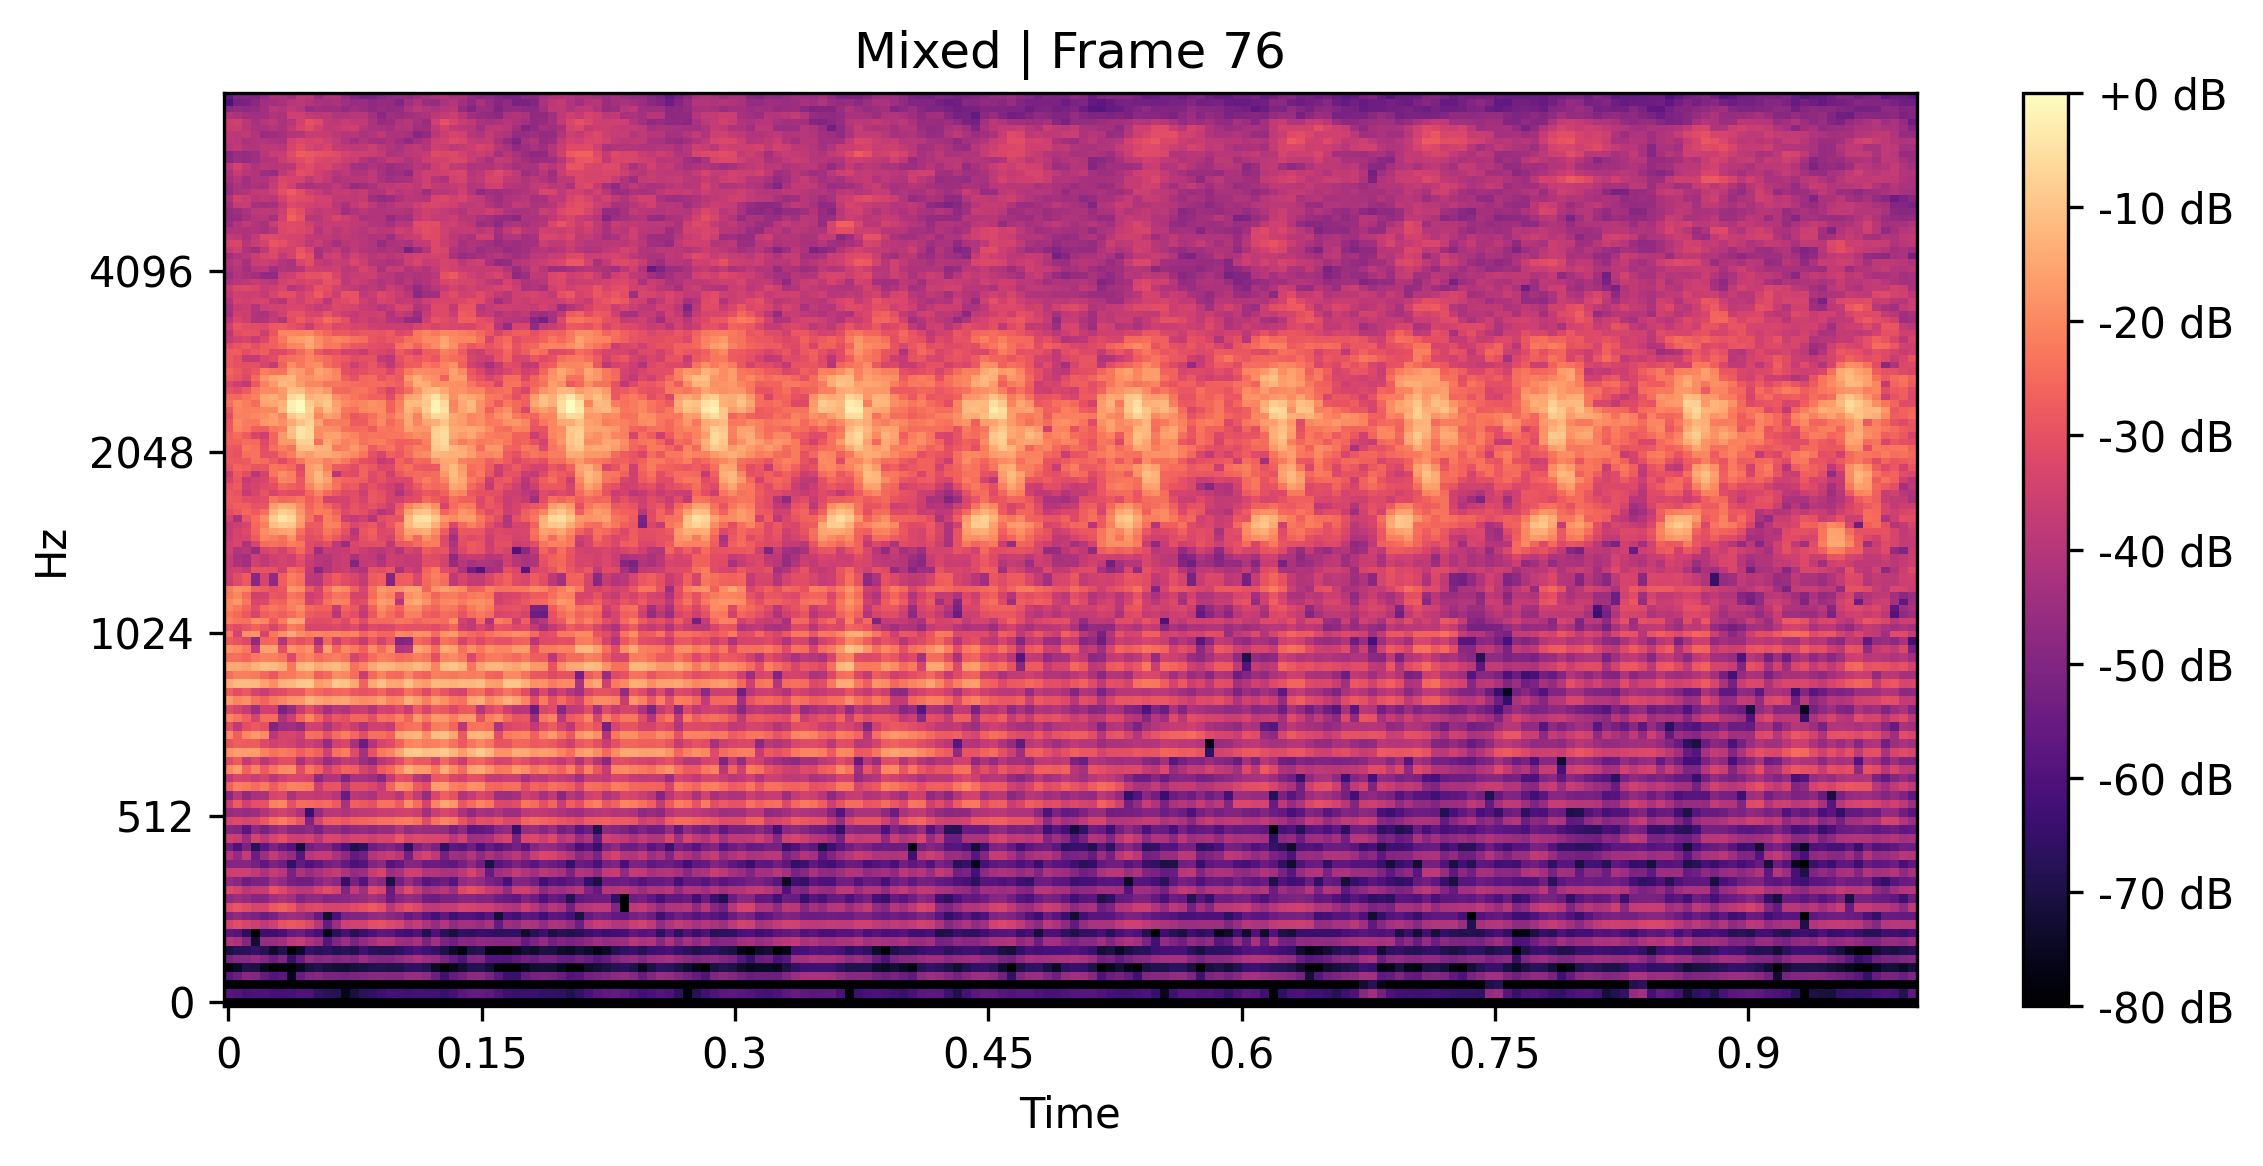 Mixed | Frame 76
+0 dB
-10 dB
-20 dB
-30 dB
-40 dB
-50 dB
-60 dB
-70 dB
-80 dB
4096
2048
1024
512
0
Hz
0 0.15 0.3 0.45 0.6 0.75 0.9
Time